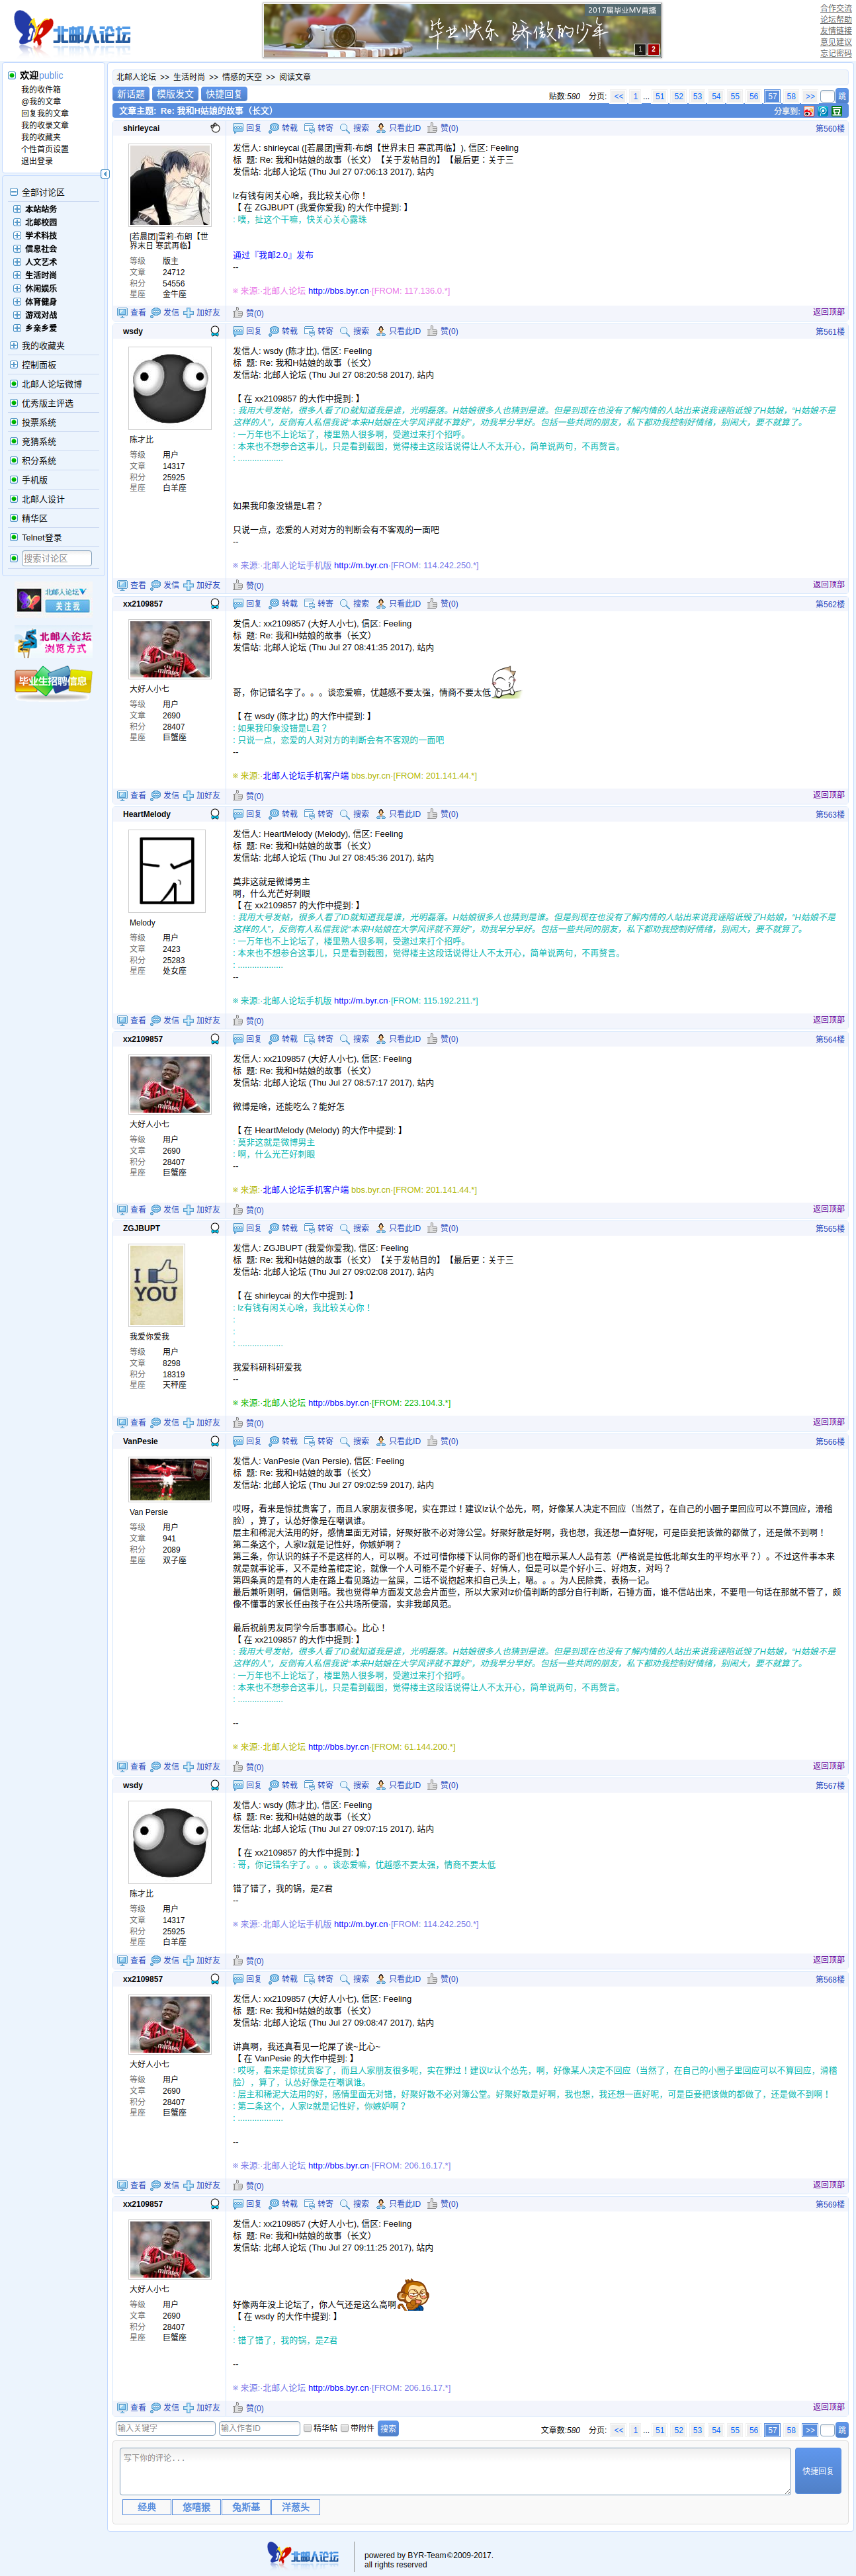 北邮人论坛
2017届毕业MV首播
毕业快乐 骄傲的少年
1 2
合作交流
论坛帮助
友情链接
意见建议
忘记密码
欢迎public
我的收件箱
@我的文章
回复我的文章
我的收录文章
我的收藏夹
个性首页设置
退出登录
全部讨论区
本站站务
北邮校园
学术科技
信息社会
人文艺术
生活时尚
休闲娱乐
体育健身
游戏对战
乡亲乡爱
我的收藏夹
控制面板
北邮人论坛微博
优秀版主评选
投票系统
竞猜系统
积分系统
手机版
北邮人设计
精华区
Telnet登录
搜索讨论区
北邮人论坛
关注我
北邮人论坛
浏览方式
毕业生招聘信息
北邮人论坛 >> 生活时尚 >> 情感的天空 >> 阅读文章
新话题 模版发文 快捷回复
贴数:580 分页: << 1 ... 51 52 53 54 55 56 57 58 >> 跳
文章主题: Re: 我和H姑娘的故事（长文）
分享到:
shirleycai
回复 转载 转寄 搜索 只看此ID 赞(0)
第560楼
[若晨团]雪莉·布朗【世界末日 寒武再临】
等级 版主
文章 24712
积分 54556
星座 金牛座
发信人: shirleycai ([若晨团]雪莉·布朗【世界末日 寒武再临】), 信区: Feeling
标 题: Re: 我和H姑娘的故事（长文）【关于发帖目的】【最后更：关于三
发信站: 北邮人论坛 (Thu Jul 27 07:06:13 2017), 站内
lz有钱有闲关心啥，我比较关心你！
【 在 ZGJBUPT (我爱你爱我) 的大作中提到: 】
: 噗，扯这个干嘛，快关心关心露珠
通过『我邮2.0』发布
--
※ 来源:·北邮人论坛 http://bbs.byr.cn·[FROM: 117.136.0.*]
查看 发信 加好友 赞(0) 返回顶部
wsdy
回复 转载 转寄 搜索 只看此ID 赞(0)
第561楼
陈才比
等级 用户
文章 14317
积分 25925
星座 白羊座
发信人: wsdy (陈才比), 信区: Feeling
标 题: Re: 我和H姑娘的故事（长文）
发信站: 北邮人论坛 (Thu Jul 27 08:20:58 2017), 站内
【 在 xx2109857 的大作中提到: 】
: 我用大号发帖，很多人看了ID就知道我是谁，光明磊落。H姑娘很多人也猜到是谁。但是到现在也没有了解内情的人站出来说我诬陷诋毁了H姑娘，“H姑娘不是这样的人”，反倒有人私信我说“本来H姑娘在大学风评就不算好”，劝我早分早好。包括一些共同的朋友，私下都劝我控制好情绪，别闹大，要不就算了。
: 一万年也不上论坛了，楼里熟人很多啊，受邀过来打个招呼。
: 本来也不想参合这事儿，只是看到截图，觉得楼主这段话说得让人不太开心，简单说两句，不再赘言。
: ...................
如果我印象没错是L君？
只说一点，恋爱的人对对方的判断会有不客观的一面吧
--
※ 来源:·北邮人论坛手机版 http://m.byr.cn·[FROM: 114.242.250.*]
查看 发信 加好友 赞(0) 返回顶部
xx2109857
回复 转载 转寄 搜索 只看此ID 赞(0)
第562楼
大好人小七
等级 用户
文章 2690
积分 28407
星座 巨蟹座
发信人: xx2109857 (大好人小七), 信区: Feeling
标 题: Re: 我和H姑娘的故事（长文）
发信站: 北邮人论坛 (Thu Jul 27 08:41:35 2017), 站内
哥，你记错名字了。。。谈恋爱嘛，优越感不要太强，情商不要太低
【 在 wsdy (陈才比) 的大作中提到: 】
: 如果我印象没错是L君？
: 只说一点，恋爱的人对对方的判断会有不客观的一面吧
--
※ 来源:·北邮人论坛手机客户端 bbs.byr.cn·[FROM: 201.141.44.*]
查看 发信 加好友 赞(0) 返回顶部
HeartMelody
回复 转载 转寄 搜索 只看此ID 赞(0)
第563楼
Melody
等级 用户
文章 2423
积分 25283
星座 处女座
发信人: HeartMelody (Melody), 信区: Feeling
标 题: Re: 我和H姑娘的故事（长文）
发信站: 北邮人论坛 (Thu Jul 27 08:45:36 2017), 站内
莫非这就是微博男主
啊，什么光芒好刺眼
【 在 xx2109857 的大作中提到: 】
: 我用大号发帖，很多人看了ID就知道我是谁，光明磊落。H姑娘很多人也猜到是谁。但是到现在也没有了解内情的人站出来说我诬陷诋毁了H姑娘，“H姑娘不是这样的人”，反倒有人私信我说“本来H姑娘在大学风评就不算好”，劝我早分早好。包括一些共同的朋友，私下都劝我控制好情绪，别闹大，要不就算了。
: 一万年也不上论坛了，楼里熟人很多啊，受邀过来打个招呼。
: 本来也不想参合这事儿，只是看到截图，觉得楼主这段话说得让人不太开心，简单说两句，不再赘言。
: ...................
--
※ 来源:·北邮人论坛手机版 http://m.byr.cn·[FROM: 115.192.211.*]
查看 发信 加好友 赞(0) 返回顶部
xx2109857
回复 转载 转寄 搜索 只看此ID 赞(0)
第564楼
大好人小七
等级 用户
文章 2690
积分 28407
星座 巨蟹座
发信人: xx2109857 (大好人小七), 信区: Feeling
标 题: Re: 我和H姑娘的故事（长文）
发信站: 北邮人论坛 (Thu Jul 27 08:57:17 2017), 站内
微博是啥，还能吃么？能好怎
【 在 HeartMelody (Melody) 的大作中提到: 】
: 莫非这就是微博男主
: 啊，什么光芒好刺眼
--
※ 来源:·北邮人论坛手机客户端 bbs.byr.cn·[FROM: 201.141.44.*]
查看 发信 加好友 赞(0) 返回顶部
ZGJBUPT
回复 转载 转寄 搜索 只看此ID 赞(0)
第565楼
I YOU
我爱你爱我
等级 用户
文章 8298
积分 18319
星座 天秤座
发信人: ZGJBUPT (我爱你爱我), 信区: Feeling
标 题: Re: 我和H姑娘的故事（长文）【关于发帖目的】【最后更：关于三
发信站: 北邮人论坛 (Thu Jul 27 09:02:08 2017), 站内
【 在 shirleycai 的大作中提到: 】
: lz有钱有闲关心啥，我比较关心你！
:
:
: ...................
我爱科研科研爱我
--
※ 来源:·北邮人论坛 http://bbs.byr.cn·[FROM: 223.104.3.*]
查看 发信 加好友 赞(0) 返回顶部
VanPesie
回复 转载 转寄 搜索 只看此ID 赞(0)
第566楼
Van Persie
等级 用户
文章 941
积分 2089
星座 双子座
发信人: VanPesie (Van Persie), 信区: Feeling
标 题: Re: 我和H姑娘的故事（长文）
发信站: 北邮人论坛 (Thu Jul 27 09:02:59 2017), 站内
哎呀，看来是惊扰贵客了，而且人家朋友很多呢，实在罪过！建议lz认个怂先，啊，好像某人决定不回应（当然了，在自己的小圈子里回应可以不算回应，滑稽脸），算了，认怂好像是在嘲讽谁。
层主和稀泥大法用的好，感情里面无对错，好聚好散不必对簿公堂。好聚好散是好啊，我也想，我还想一直好呢，可是臣妾把该做的都做了，还是做不到啊！
第二条这个，人家lz就是记性好，你嫉妒啊？
第三条，你认识的妹子不是这样的人，可以啊。不过可惜你楼下认同你的哥们也在暗示某人人品有恙（严格说是拉低北邮女生的平均水平？）。不过这件事本来就是就事论事，又不是给盖棺定论，就像一个人可能不是个好妻子、好情人，但是可以是个好小三、好炮友，对吗？
第四条真的是有的人走在路上看见路边一盆屎，二话不说抱起来扣自己头上，嗯。。。为人民除粪，表扬一记。
最后兼听则明，偏信则暗。我也觉得单方面发文总会片面些，所以大家对lz价值判断的部分自行判断，石锤方面，谁不信站出来，不要甩一句话在那就不管了，颇像不懂事的家长任由孩子在公共场所便溺，实非我邮风范。
最后祝前男友同学今后事事顺心。比心！
【 在 xx2109857 的大作中提到: 】
: 我用大号发帖，很多人看了ID就知道我是谁，光明磊落。H姑娘很多人也猜到是谁。但是到现在也没有了解内情的人站出来说我诬陷诋毁了H姑娘，“H姑娘不是这样的人”，反倒有人私信我说“本来H姑娘在大学风评就不算好”，劝我早分早好。包括一些共同的朋友，私下都劝我控制好情绪，别闹大，要不就算了。
: 一万年也不上论坛了，楼里熟人很多啊，受邀过来打个招呼。
: 本来也不想参合这事儿，只是看到截图，觉得楼主这段话说得让人不太开心，简单说两句，不再赘言。
: ...................
--
※ 来源:·北邮人论坛 http://bbs.byr.cn·[FROM: 61.144.200.*]
查看 发信 加好友 赞(0) 返回顶部
wsdy
回复 转载 转寄 搜索 只看此ID 赞(0)
第567楼
陈才比
等级 用户
文章 14317
积分 25925
星座 白羊座
发信人: wsdy (陈才比), 信区: Feeling
标 题: Re: 我和H姑娘的故事（长文）
发信站: 北邮人论坛 (Thu Jul 27 09:07:15 2017), 站内
【 在 xx2109857 的大作中提到: 】
: 哥，你记错名字了。。。谈恋爱嘛，优越感不要太强，情商不要太低
错了错了，我的锅，是Z君
--
※ 来源:·北邮人论坛手机版 http://m.byr.cn·[FROM: 114.242.250.*]
查看 发信 加好友 赞(0) 返回顶部
xx2109857
回复 转载 转寄 搜索 只看此ID 赞(0)
第568楼
大好人小七
等级 用户
文章 2690
积分 28407
星座 巨蟹座
发信人: xx2109857 (大好人小七), 信区: Feeling
标 题: Re: 我和H姑娘的故事（长文）
发信站: 北邮人论坛 (Thu Jul 27 09:08:47 2017), 站内
讲真啊，我还真看见一坨屎了诶~比心~
【 在 VanPesie 的大作中提到: 】
: 哎呀，看来是惊扰贵客了，而且人家朋友很多呢，实在罪过！建议lz认个怂先，啊，好像某人决定不回应（当然了，在自己的小圈子里回应可以不算回应，滑稽脸），算了，认怂好像是在嘲讽谁。
: 层主和稀泥大法用的好，感情里面无对错，好聚好散不必对簿公堂。好聚好散是好啊，我也想，我还想一直好呢，可是臣妾把该做的都做了，还是做不到啊！
: 第二条这个，人家lz就是记性好，你嫉妒啊？
: ...................
--
※ 来源:·北邮人论坛 http://bbs.byr.cn·[FROM: 206.16.17.*]
查看 发信 加好友 赞(0) 返回顶部
xx2109857
回复 转载 转寄 搜索 只看此ID 赞(0)
第569楼
大好人小七
等级 用户
文章 2690
积分 28407
星座 巨蟹座
发信人: xx2109857 (大好人小七), 信区: Feeling
标 题: Re: 我和H姑娘的故事（长文）
发信站: 北邮人论坛 (Thu Jul 27 09:11:25 2017), 站内
好像两年没上论坛了，你人气还是这么高啊
【 在 wsdy 的大作中提到: 】
:
: 错了错了，我的锅，是Z君
--
※ 来源:·北邮人论坛 http://bbs.byr.cn·[FROM: 206.16.17.*]
查看 发信 加好友 赞(0) 返回顶部
输入关键字 输入作者ID 精华帖 带附件 搜索
文章数:580 分页: << 1 ... 51 52 53 54 55 56 57 58 >> 跳
写下你的评论...
快捷回复
经典 悠嘻猴 兔斯基 洋葱头
北邮人论坛
powered by BYR-Team©2009-2017.
all rights reserved